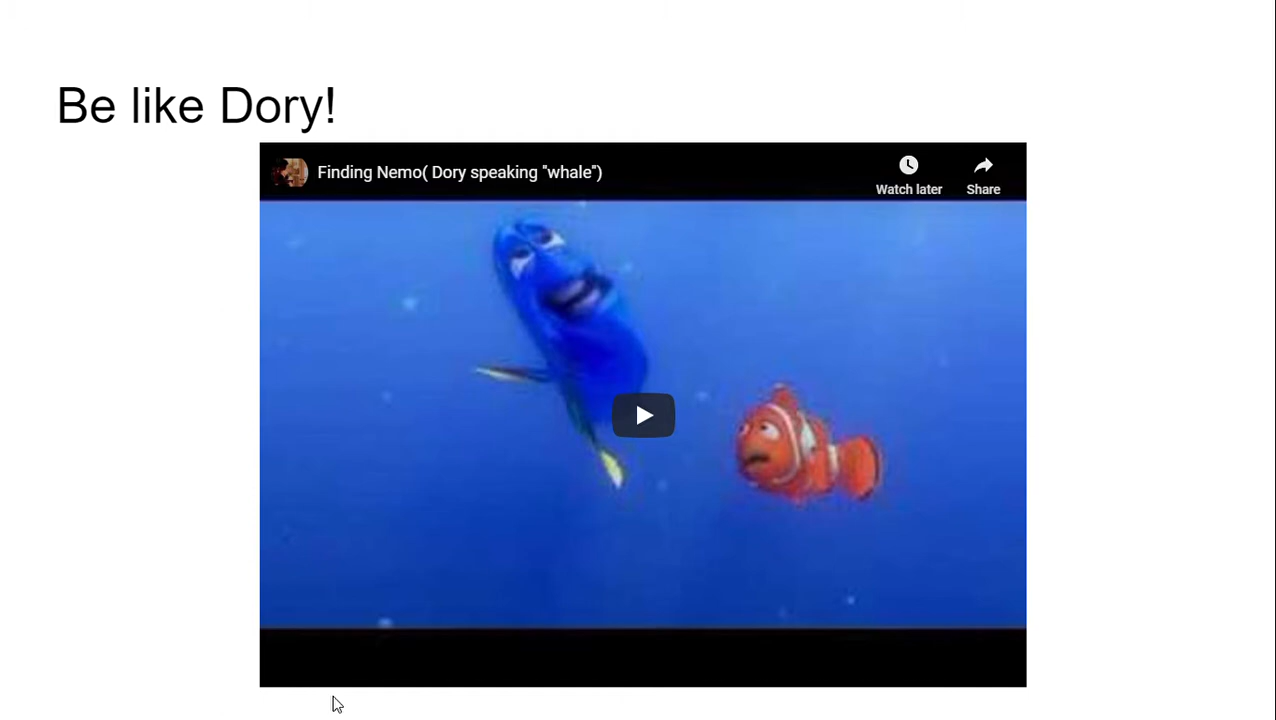 Be like Dory!
Finding Nemo( Dory speaking "whale")
Watch later
Share